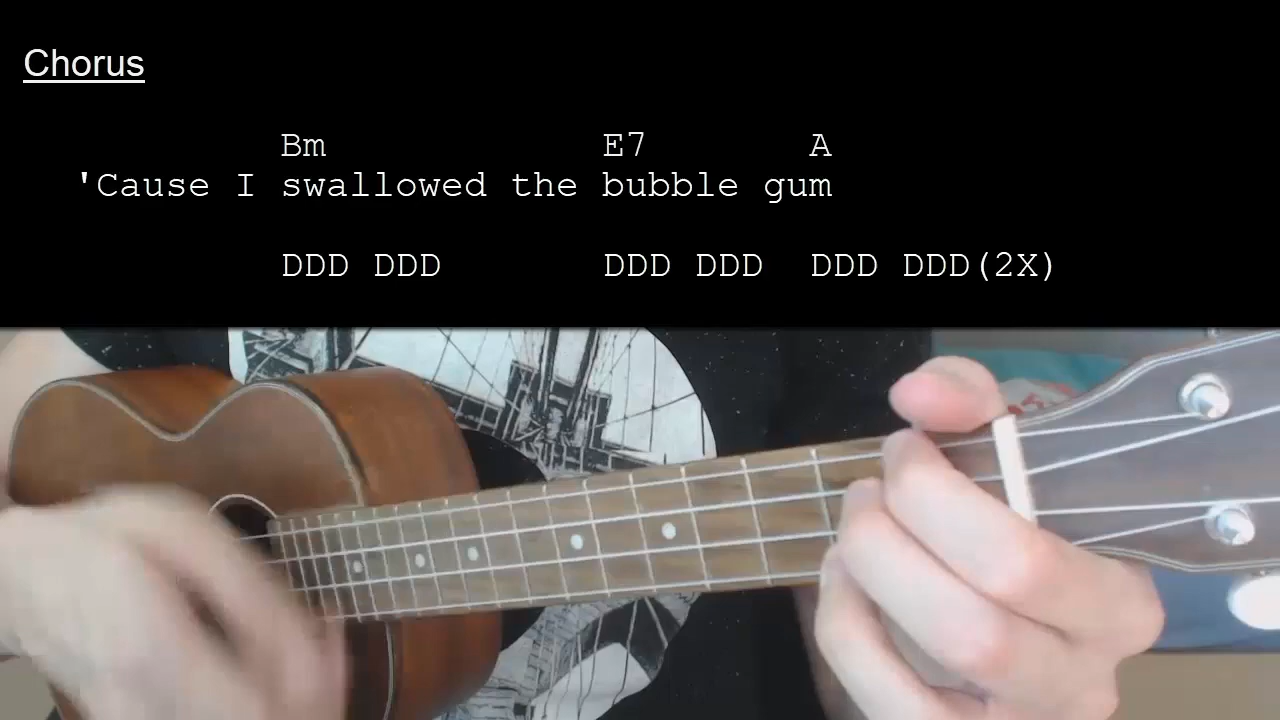 Chorus
Bm E7 A
'Cause I swallowed the bubble gum
DDD DDD DDD DDD DDD DDD(2X)